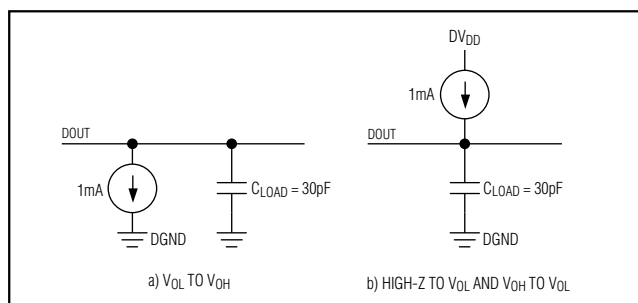 DOUT
1mA
C_LOAD = 30pF
DGND
a) V_OL TO V_OH
DV_DD
1mA
DOUT
C_LOAD = 30pF
DGND
b) HIGH-Z TO V_OL AND V_OH TO V_OL